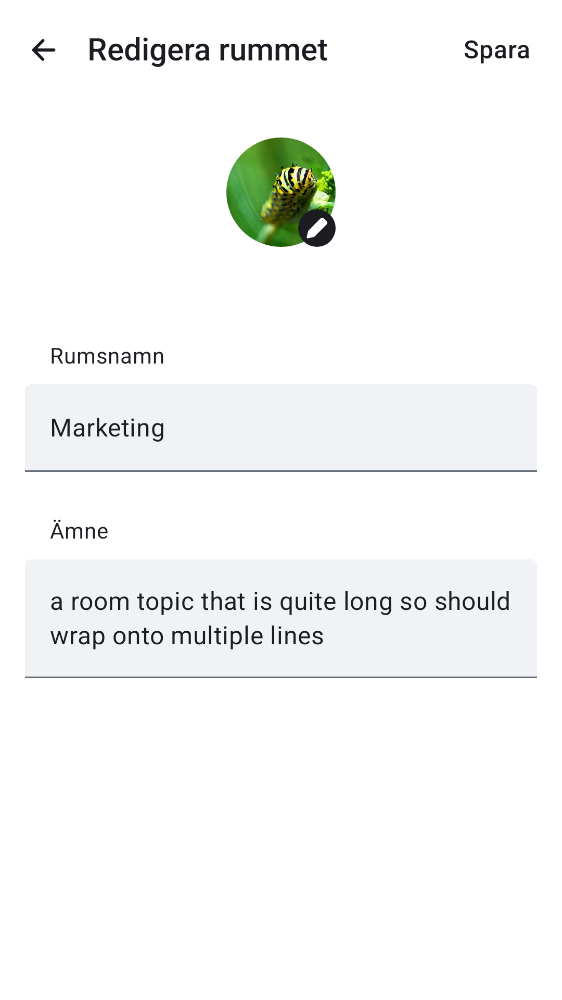 Redigera rummet
Spara
Rumsnamn
Marketing
Ämne
a room topic that is quite long so should
wrap onto multiple lines